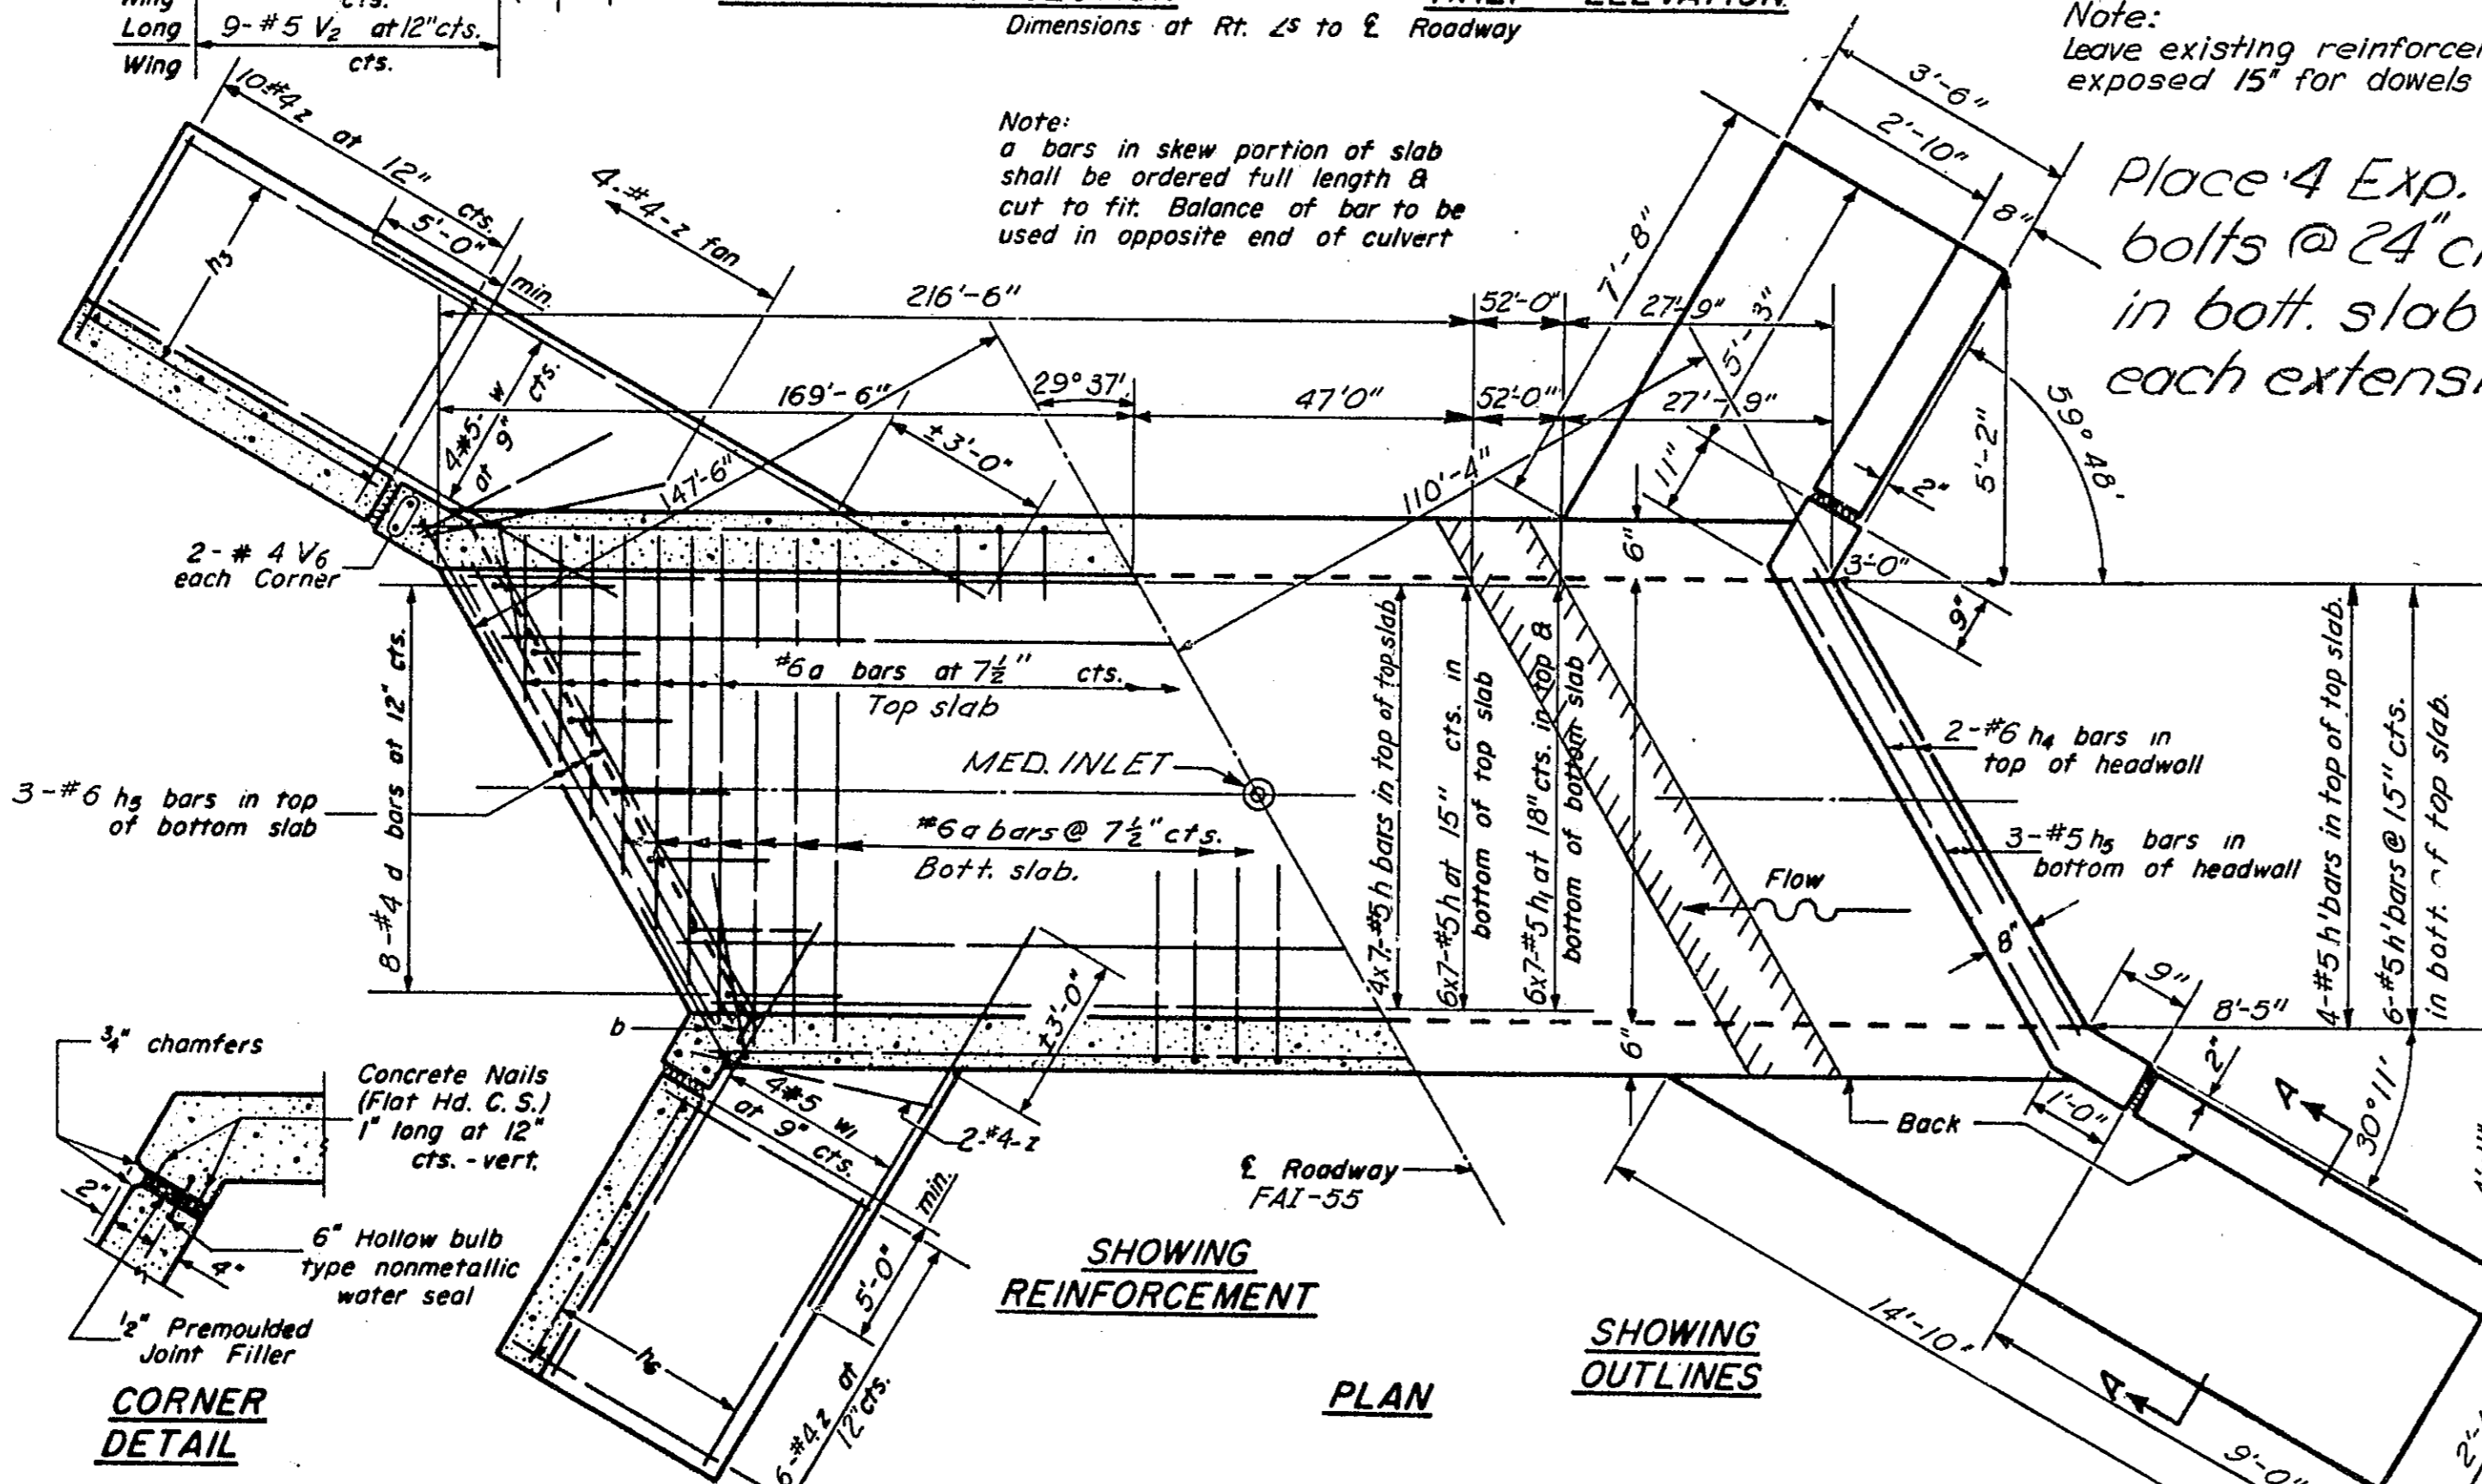 cts.
Long
9-#5 V2 at 12"cts.
Wing
cts.
Dimensions at Rt. ∠s to ℄ Roadway
Note:
Leave existing
exposed 15" for dowels
Note:
a bars in skew portion of slab
shall be ordered full length &
cut to fit. Balance of bar to be
used in opposite end of culvert
Place 4 Exp.
bolts @ 24"
in bott. slab
each
10#4 z at 12" cts.
5'-0" min.
h3
4-#4-z fan
216'-6"
52'-0"
27'-9"
169'-6"
29°37'
47'0"
52'-0"
27'-9"
147'-6"
110'-4"
±3'-0"
4#5-w
at 9" cts.
3'-6"
2'-10"
8"
7'-8"
5'-3"
11"
2"
5'-2"
59°48'
3'-0"
9"
6"
2-#4 V6
each Corner
8-#4 d bars at 12" cts.
#6a bars at 7½" cts.
Top slab
MED. INLET
3-#6 h5 bars in top
of bottom slab
#6a bars @ 7½" cts.
Bott. slab.
4x7-#5h bars in top of top slab
6x7-#5h at 15" cts. in
bottom of top slab
6x7-#5h1 at 18" cts. in top &
bottom of bottom slab
2-#6 h4 bars in
top of headwall
3-#5 h5 bars in
bottom of headwall
Flow
8"
4-#5 h' bars in top of top slab.
6-#5 h' bars @ 15" cts.
in bott. of top slab.
9"
8'-5"
2"
A
30°11'
1'-0"
6"
Back
b
±3'-0"
4#5 w1
at 9" cts.
2-#4-z
min.
5'-0"
h6
6-#4 z at
12" cts.
℄ Roadway
FAI-55
¾" chamfers
Concrete Nails
(Flat Hd. C. S.)
1" long at 12"
cts. - vert.
2"
4"
6" Hollow bulb
type nonmetallic
water seal
½" Premoulded
Joint Filler
CORNER
DETAIL
SHOWING
REINFORCEMENT
PLAN
SHOWING
OUTLINES
14'-10"
A
9'-0"